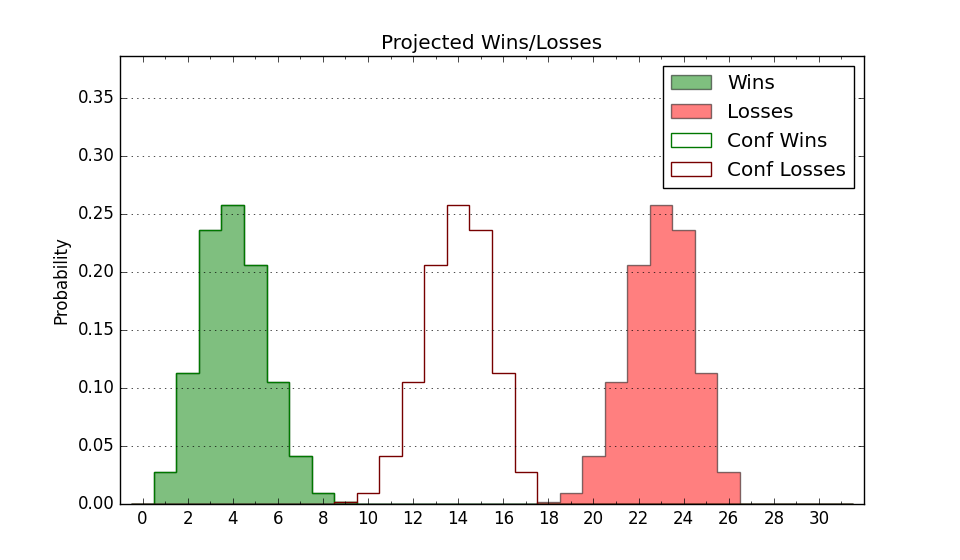 Projected Wins/Losses
Wins
Losses
Conf Wins
Conf Losses
Probability
0.35
0.30
0.25
0.20
0.15
0.10
0.05
0.00
0 2 4 6 8 10 12 14 16 18 20 22 24 26 28 30